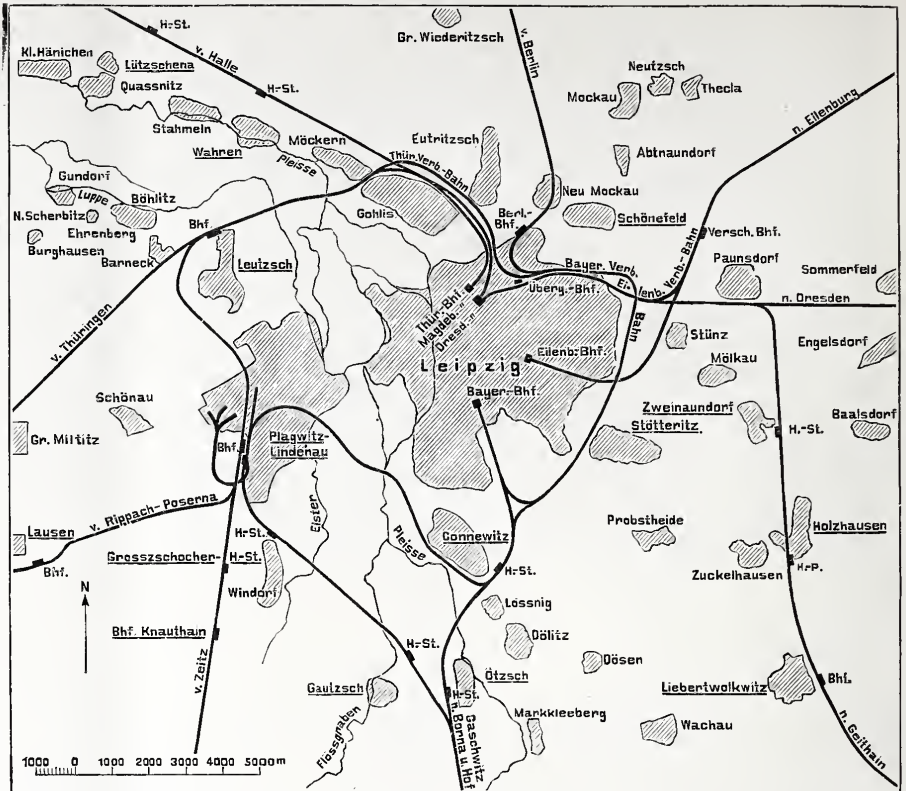 H.-St.
Gr. Wiederitzsch
v. Berlin
Kl. Hänichen
Lützschena
v. Halle
Quassnitz
Neutzsch
H.-St.
Mockau
Thecla
n. Eilenburg
Stahmeln
Wahren
Möckern
Eutritzsch
Pleisse
Thür. Verb.-Bahn
Abtnaundorf
Gundorf
Luppe
Böhlitz
Gohlis
Neu Mockau
N. Scherbitz
Ehrenberg
Bhf.
Berl.-
Bhf.
Schönefeld
Burghausen
Barneck
Leutzsch
Versch. Bhf.
Bayer. Verb.
Bahn
Eilenb. Verb.-Bahn
Paunsdorf
Sommerfeld
Überg.-Bhf.
n. Dresden
v. Thüringen
Thür. Bhf.
Magdeb. "
Dresd. "
Stünz
Engelsdorf
Leipzig
Eilenb. Bhf.
Mölkau
Schönau
Bayer.-Bhf.
Zweinaundorf
Stötteritz
Baalsdorf
Gr. Miltitz
Bhf.
Plagwitz-
Lindenau
H.-St.
v. Rippach-Poserna
Elster
Pleisse
Lausen
H.-St.
Connewitz
Probstheide
Holzhausen
Bhf.
Grosszschocher-
H.-St.
Zuckelhausen
H.-P.
N
Windorf
H.-St.
Lössnig
Bhf. Knauthain
Dölitz
H.-St.
Dösen
v. Zeitz
Ötzsch
Gautzsch
H.-St.
Liebertwolkwitz
Bhf.
Markkleeberg
Wachau
Gaschwitz
n. Borna u. Hof
n. Geithain
Flossgraben
1000 0 1000 2000 3000 4000 5000 m